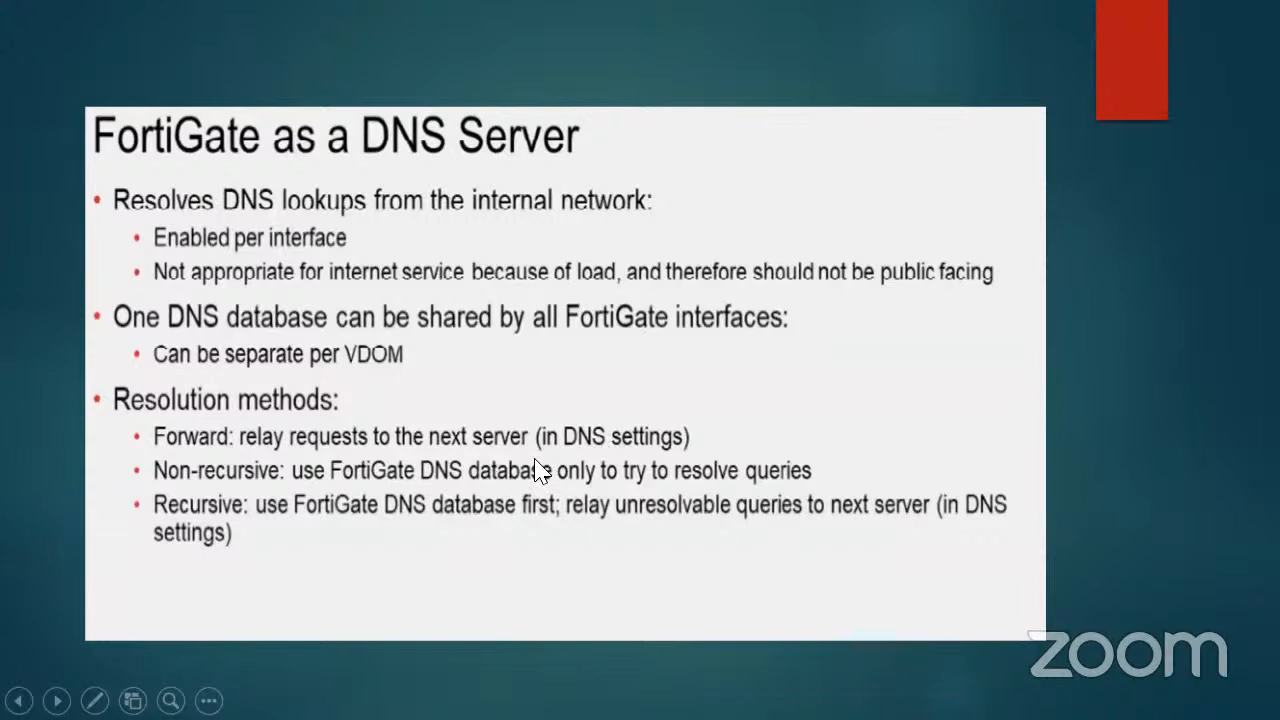 FortiGate as a DNS Server
• Resolves DNS lookups from the internal network:
• Enabled per interface
• Not appropriate for internet service because of load, and therefore should not be public facing
• One DNS database can be shared by all FortiGate interfaces:
• Can be separate per VDOM
• Resolution methods:
• Forward: relay requests to the next server (in DNS settings)
• Non-recursive: use FortiGate DNS database only to try to resolve queries
• Recursive: use FortiGate DNS database first; relay unresolvable queries to next server (in DNS
settings)
zoom